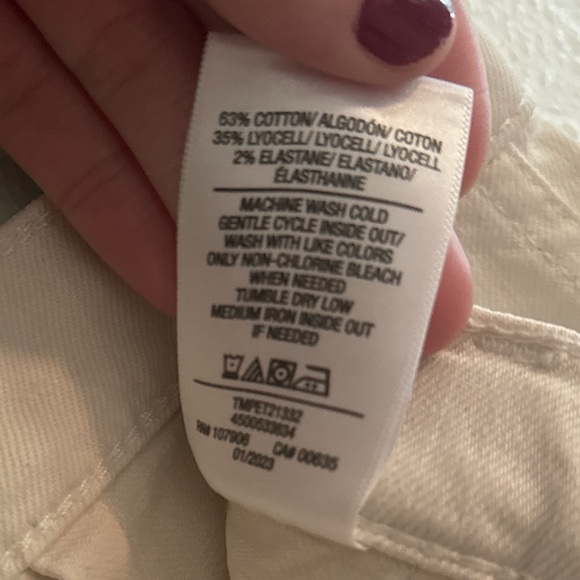 63% COTTON/ ALGODÓN/ COTON
35% LYOCELL/ LYOCELL/ LYOCELL
2% ELASTANE/ ELASTANO/
ÉLASTHANNE
MACHINE WASH COLD
GENTLE CYCLE INSIDE OUT/
WASH WITH LIKE COLORS
ONLY NON-CHLORINE BLEACH
WHEN NEEDED
TUMBLE DRY LOW
MEDIUM IRON INSIDE OUT
IF NEEDED
TMPET21332
4500533634
RN# 107906 CA# 00635
01/2023